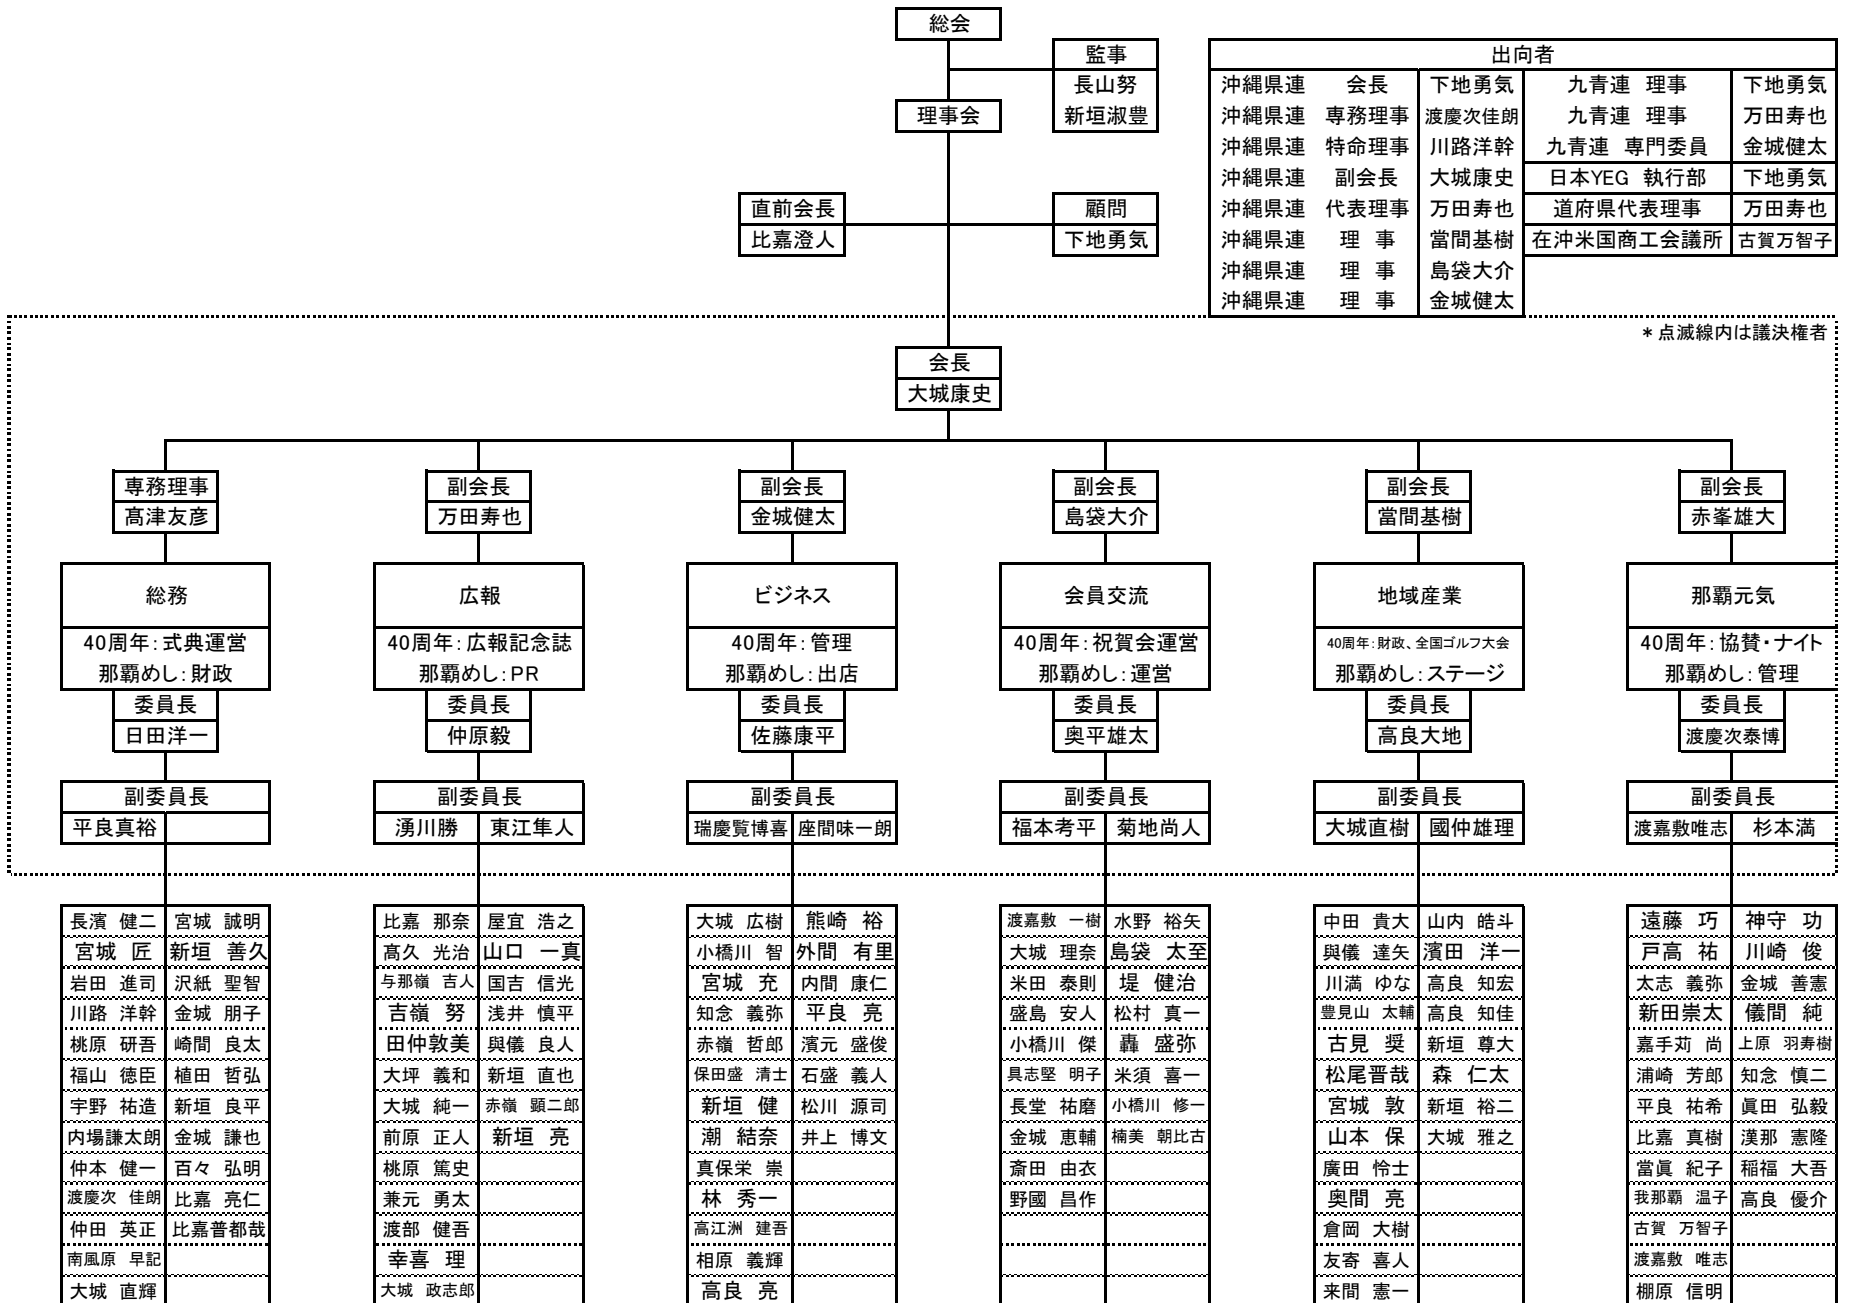 総会
監事
長山努
新垣淑豊
理事会
直前会長
比嘉澄人
顧問
下地勇気
出向者
沖縄県連 会長 下地勇気 九青連 理事 下地勇気
沖縄県連 専務理事 渡慶次佳朗 九青連 理事 万田寿也
沖縄県連 特命理事 川路洋幹 九青連 専門委員 金城健太
沖縄県連 副会長 大城康史 日本YEG 執行部 下地勇気
沖縄県連 代表理事 万田寿也 道府県代表理事 万田寿也
沖縄県連 理 事 當間基樹 在沖米国商工会議所 古賀万智子
沖縄県連 理 事 島袋大介
沖縄県連 理 事 金城健太
*点滅線内は議決権者
会長
大城康史
専務理事 副会長 副会長 副会長 副会長 副会長
髙津友彦 万田寿也 金城健太 島袋大介 當間基樹 赤峯雄大
総務 広報 ビジネス 会員交流 地域産業 那覇元気
40周年:式典運営 40周年:広報記念誌 40周年:管理 40周年:祝賀会運営 40周年:財政、全国ゴルフ大会 40周年:協賛・ナイト
那覇めし:財政 那覇めし:PR 那覇めし:出店 那覇めし:運営 那覇めし:ステージ 那覇めし:管理
委員長 委員長 委員長 委員長 委員長 委員長
日田洋一 仲原毅 佐藤康平 奥平雄太 高良大地 渡慶次泰博
副委員長 副委員長 副委員長 副委員長 副委員長 副委員長
平良真裕 湧川勝 東江隼人 瑞慶覧博喜 座間味一朗 福本考平 菊地尚人 大城直樹 國仲雄理 渡嘉敷唯志 杉本満
長濱 健二 宮城 誠明 比嘉 那奈 屋宜 浩之 大城 広樹 熊崎 裕 渡嘉敷 一樹 水野 裕矢 中田 貴大 山内 皓斗 遠藤 巧 神守 功
宮城 匠 新垣 善久 髙久 光治 山口 一真 小橋川 智 外間 有里 大城 理奈 島袋 太至 與儀 達矢 濱田 洋一 戸高 祐 川崎 俊
岩田 進司 沢紙 聖智 与那嶺 吉人 国吉 信光 宮城 充 内間 康仁 米田 泰則 堤 健治 川満 ゆな 高良 知宏 太志 義弥 金城 善憲
川路 洋幹 金城 朋子 吉嶺 努 浅井 慎平 知念 義弥 平良 亮 盛島 安人 松村 真一 豊見山 太輔 高良 知佳 新田崇太 儀間 純
桃原 研吾 崎間 良太 田仲敦美 與儀 良人 赤嶺 哲郎 濱元 盛俊 小橋川 傑 轟 盛弥 古見 奨 新垣 尊大 嘉手苅 尚 上原 羽寿樹
福山 徳臣 植田 哲弘 大坪 義和 新垣 直也 保田盛 清士 石盛 義人 具志堅 明子 米須 喜一 松尾晋哉 森 仁太 浦崎 芳郎 知念 慎二
宇野 祐造 新垣 良平 大城 純一 赤嶺 顕二郎 新垣 健 松川 源司 長堂 祐磨 小橋川 修一 宮城 敦 新垣 裕二 平良 祐希 眞田 弘毅
内場謙太朗 金城 謙也 前原 正人 新垣 亮 潮 結奈 井上 博文 金城 恵輔 楠美 朝比古 山本 保 大城 雅之 比嘉 真樹 漢那 憲隆
仲本 健一 百々 弘明 桃原 篤史 真保栄 崇 斎田 由衣 廣田 怜士 當眞 紀子 稲福 大吾
渡慶次 佳朗 比嘉 亮仁 兼元 勇太 林 秀一 野國 昌作 奥間 亮 我那覇 温子 高良 優介
仲田 英正 比嘉普都哉 渡部 健吾 高江洲 建吾 倉岡 大樹 古賀 万智子
南風原 早記 幸喜 理 相原 義輝 友寄 喜人 渡嘉敷 唯志
大城 直輝 大城 政志郎 高良 亮 来間 憲一 棚原 信明